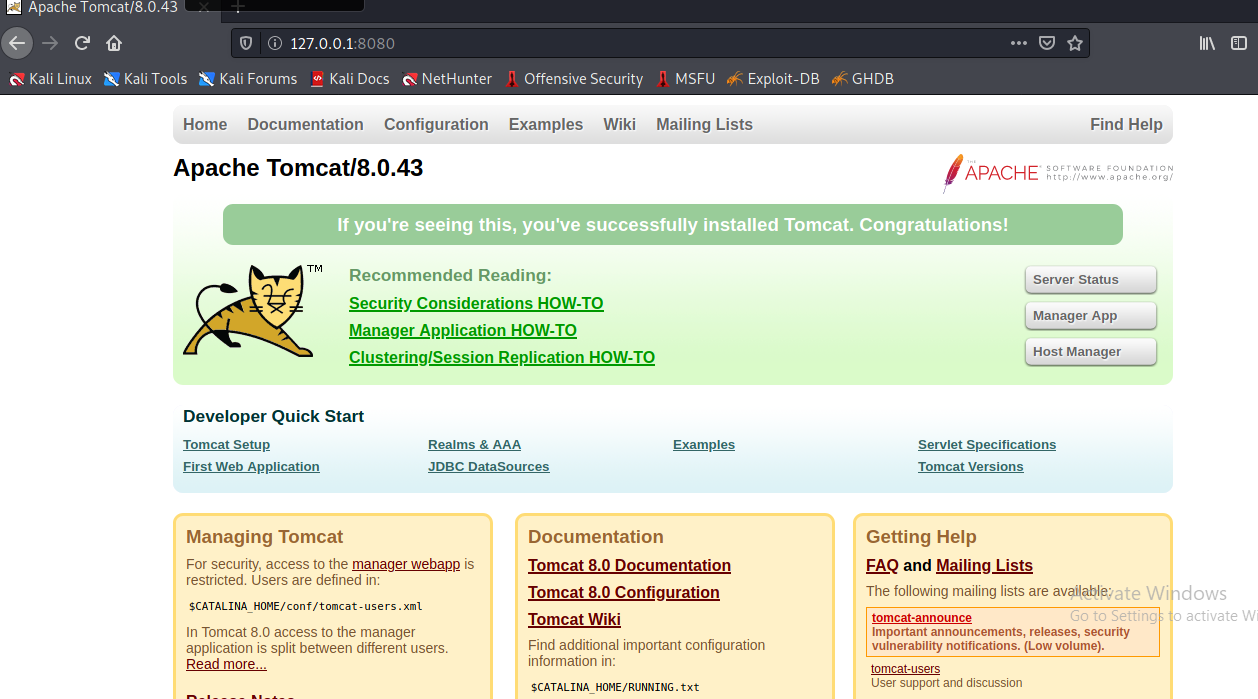 Apache Tomcat/8.0.43
127.0.0.1:8080
Kali Linux Kali Tools Kali Forums Kali Docs NetHunter Offensive Security MSFU Exploit-DB GHDB
Home Documentation Configuration Examples Wiki Mailing Lists Find Help
Apache Tomcat/8.0.43
THE APACHE SOFTWARE FOUNDATION
http://www.apache.org/
If you're seeing this, you've successfully installed Tomcat. Congratulations!
TM
Recommended Reading:
Security Considerations HOW-TO
Manager Application HOW-TO
Clustering/Session Replication HOW-TO
Server Status
Manager App
Host Manager
Developer Quick Start
Tomcat Setup
First Web Application
Realms & AAA
JDBC DataSources
Examples
Servlet Specifications
Tomcat Versions
Managing Tomcat
For security, access to the manager webapp is
restricted. Users are defined in:
$CATALINA_HOME/conf/tomcat-users.xml
In Tomcat 8.0 access to the manager
application is split between different users.
Read more...
Release Notes
Documentation
Tomcat 8.0 Documentation
Tomcat 8.0 Configuration
Tomcat Wiki
Find additional important configuration
information in:
$CATALINA_HOME/RUNNING.txt
Getting Help
FAQ and Mailing Lists
The following mailing lists are available:
tomcat-announce
Important announcements, releases, security
vulnerability notifications. (Low volume).
tomcat-users
User support and discussion
Activate Windows
Go to Settings to activate Wi